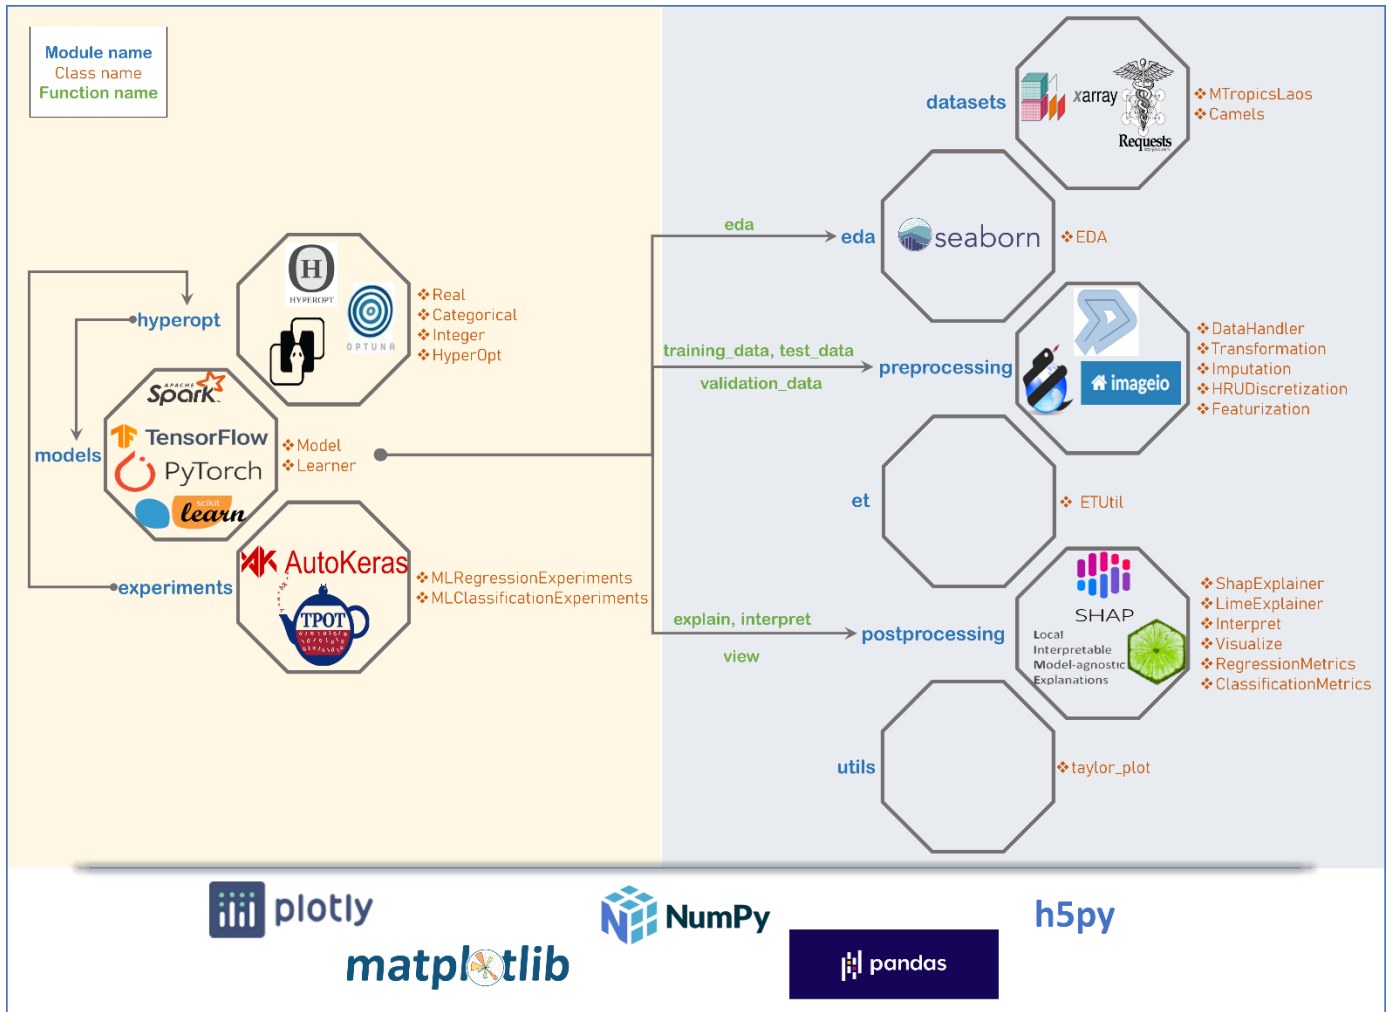 Module name
Class name
Function name
hyperopt
H
HYPEROPT
OPTUNA
❖ Real
❖ Categorical
❖ Integer
❖ HyperOpt
models
APACHE
Spark
TensorFlow
PyTorch
scikit
learn
❖ Model
❖ Learner
experiments
AK AutoKeras
TPOT
❖ MLRegressionExperiments
❖ MLClassificationExperiments
datasets
xarray
Requests
❖ MTropicsLaos
❖ Camels
eda
eda
seaborn
❖ EDA
training_data, test_data
validation_data
preprocessing
imageio
❖ DataHandler
❖ Transformation
❖ Imputation
❖ HRUDiscretization
❖ Featurization
et
❖ ETUtil
explain, interpret
view
postprocessing
SHAP
Local
Interpretable
Model-agnostic
Explanations
❖ ShapExplainer
❖ LimeExplainer
❖ Interpret
❖ Visualize
❖ RegressionMetrics
❖ ClassificationMetrics
utils
❖ taylor_plot
plotly
NumPy
h5py
matplotlib
pandas